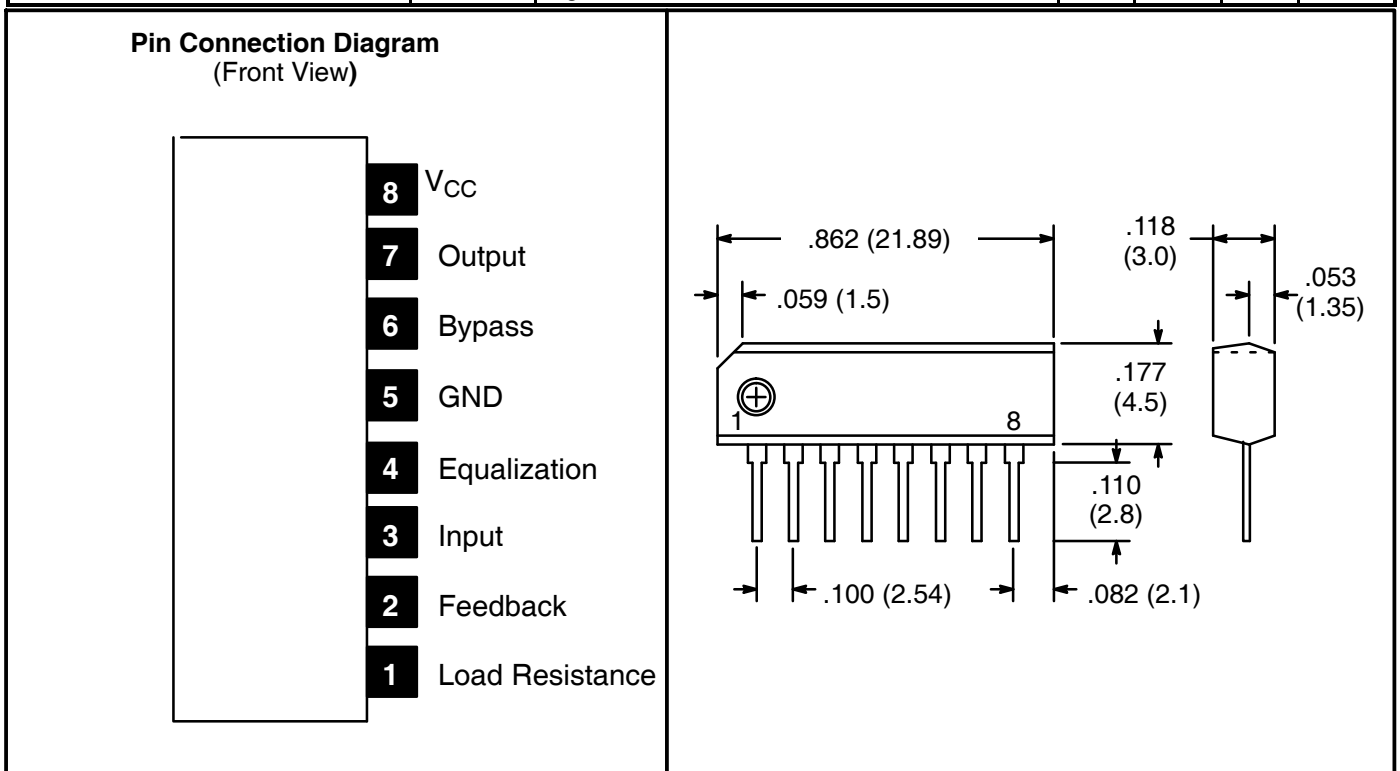 Pin Connection Diagram
(Front View)
8 VCC
7 Output
6 Bypass
5 GND
4 Equalization
3 Input
2 Feedback
1 Load Resistance
.862 (21.89)
.059 (1.5)
.118
(3.0)
.053
(1.35)
.177
(4.5)
1
8
.110
(2.8)
.100 (2.54)
.082 (2.1)